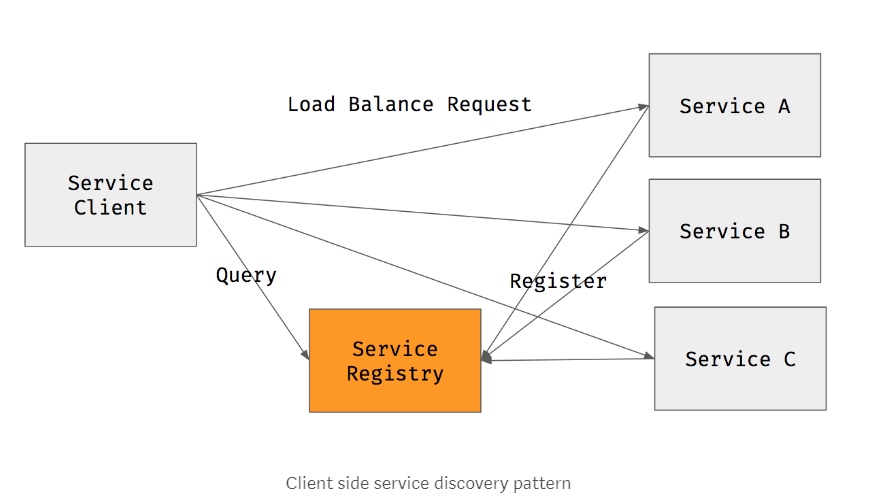 Load Balance Request
Service A
Service
Client
Service B
Query
Register
Service
Registry
Service C
Client side service discovery pattern